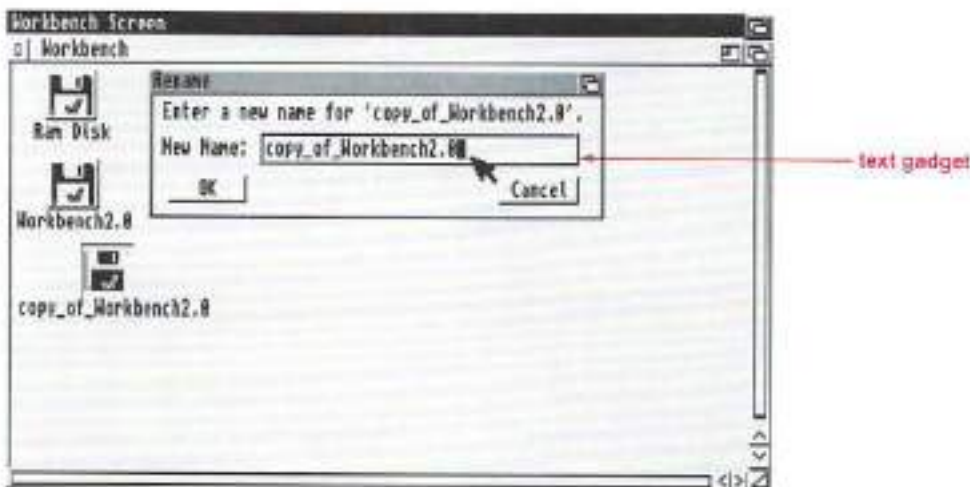 Workbench Screen
Workbench
Ram Disk
Workbench2.0
copy_of_Workbench2.0
Rename
Enter a new name for 'copy_of_Workbench2.0'.
New Name: copy_of_Workbench2.0
OK
Cancel
text gadget